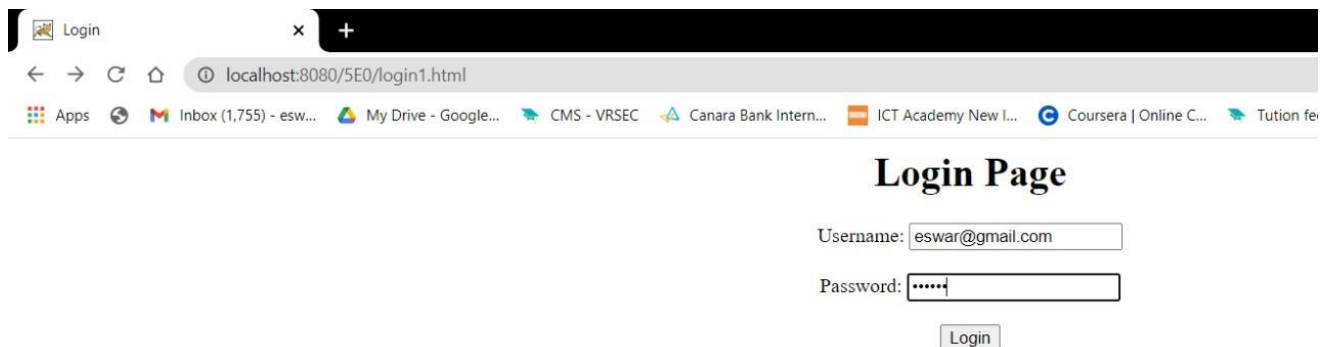 Login
localhost:8080/5E0/login1.html
Apps Inbox (1,755) - esw... My Drive - Google... CMS - VRSEC Canara Bank Intern... ICT Academy New I... Coursera | Online C... Tution fe
Login Page
Username: eswar@gmail.com
Password: ••••••
Login